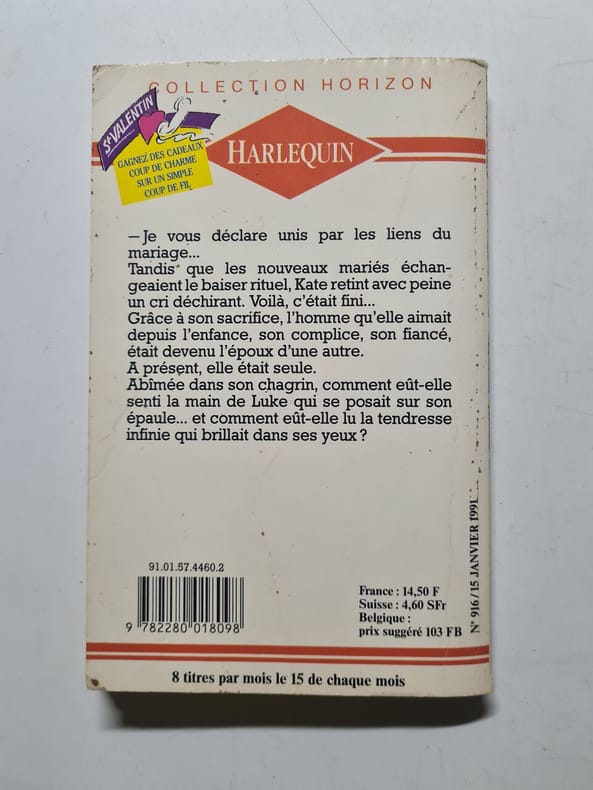 COLLECTION HORIZON
St VALENTIN
GAGNEZ DES CADEAUX
COUP DE CHARME
SUR UN SIMPLE
COUP DE FIL
HARLEQUIN
— Je vous déclare unis par les liens du
mariage...
Tandis que les nouveaux mariés échan-
geaient le baiser rituel, Kate retint avec peine
un cri déchirant. Voilà, c'était fini...
Grâce à son sacrifice, l'homme qu'elle aimait
depuis l'enfance, son complice, son fiancé,
était devenu l'époux d'une autre.
A présent, elle était seule.
Abîmée dans son chagrin, comment eût-elle
senti la main de Luke qui se posait sur son
épaule... et comment eût-elle lu la tendresse
infinie qui brillait dans ses yeux ?
91.01.57.4460.2
9 782280 018098
France : 14,50 F
Suisse : 4,60 SFr
Belgique :
prix suggéré 103 FB
N° 916 / 15 JANVIER 1991
8 titres par mois le 15 de chaque mois